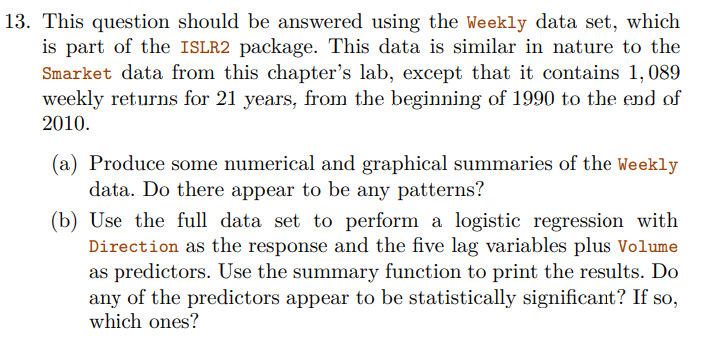 13. This question should be answered using the Weekly data set, which
is part of the ISLR2 package. This data is similar in nature to the
Smarket data from this chapter's lab, except that it contains 1, 089
weekly returns for 21 years, from the beginning of 1990 to the end of
2010.
(a) Produce some numerical and graphical summaries of the Weekly
data. Do there appear to be any patterns?
(b) Use the full data set to perform a logistic regression with
Direction as the response and the five lag variables plus Volume
as predictors. Use the summary function to print the results. Do
any of the predictors appear to be statistically significant? If so,
which ones?